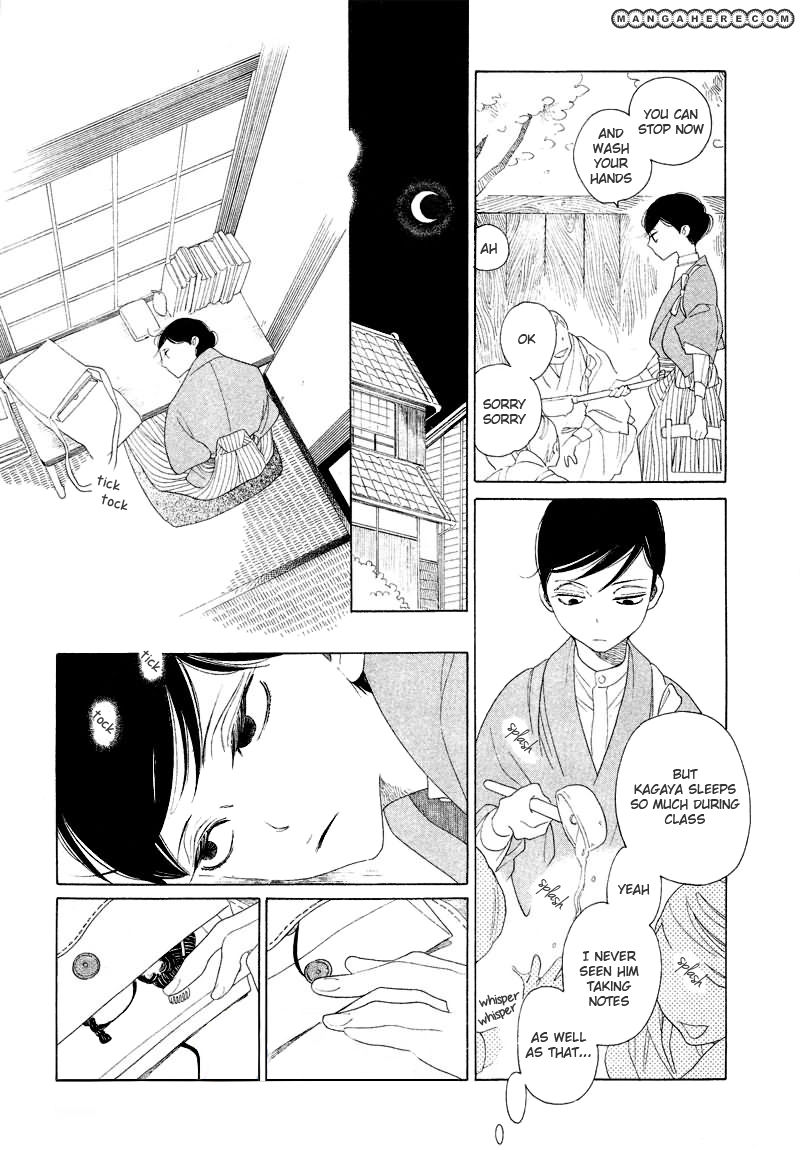 MANGAHERE.COM
YOU CAN
STOP NOW
AND
WASH
YOUR
HANDS
AH
OK
SORRY
SORRY
splash
BUT
KAGAYA SLEEPS
SO MUCH DURING
CLASS
YEAH
splash
splash
I NEVER
SEEN HIM
TAKING
NOTES
whisper
whisper
AS WELL
AS THAT...
tick
tock
tick
tock